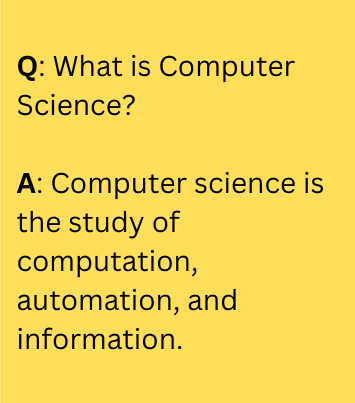 Q: What is Computer
Science?
A: Computer science is
the study of
computation,
automation, and
information.